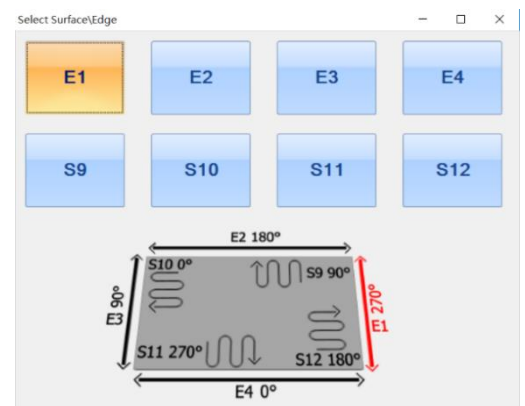 Select Surface\Edge
E1 E2 E3 E4
S9 S10 S11 S12
E2 180°
S10 0°
S9 90°
90°
E3
270°
E1
S11 270°
S12 180°
E4 0°